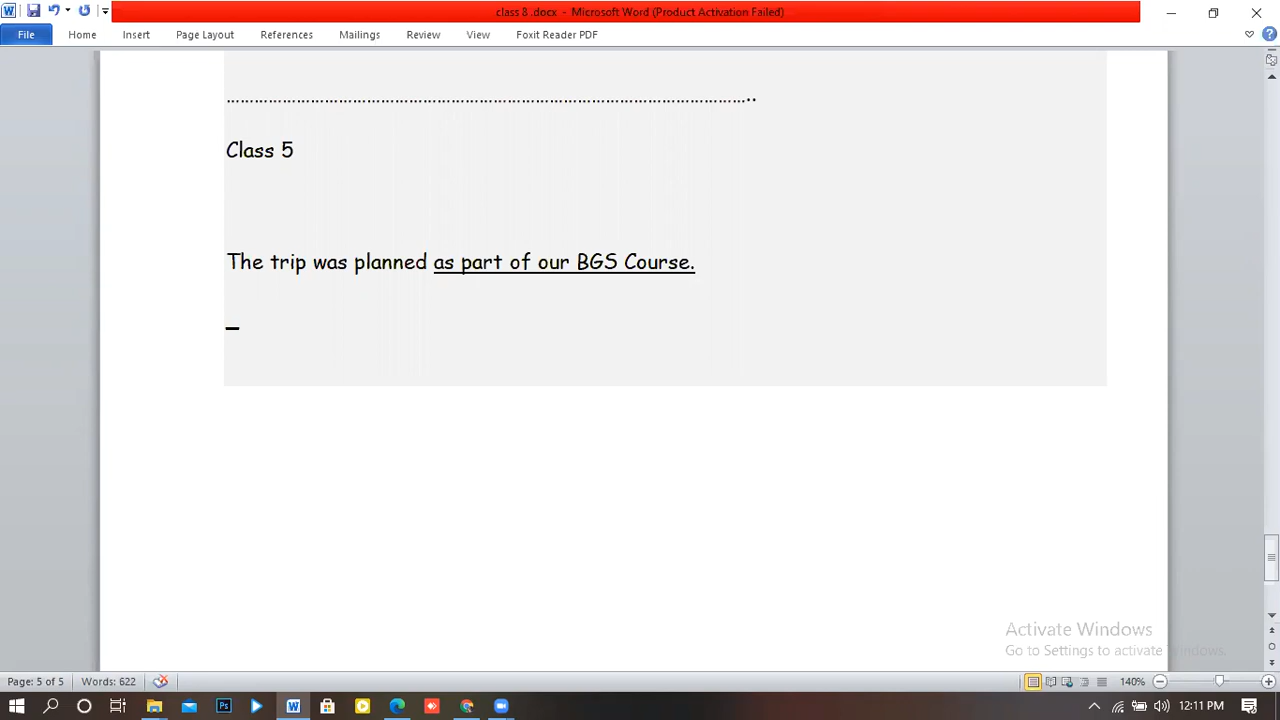 class 8 .docx - Microsoft Word (Product Activation Failed)
File Home Insert Page Layout References Mailings Review View Foxit Reader PDF
……………………………………………………………………………………………..
Class 5
The trip was planned as part of our BGS Course.
Activate Windows
Go to Settings to activate Windows.
Page: 5 of 5 Words: 622 140%
12:11 PM